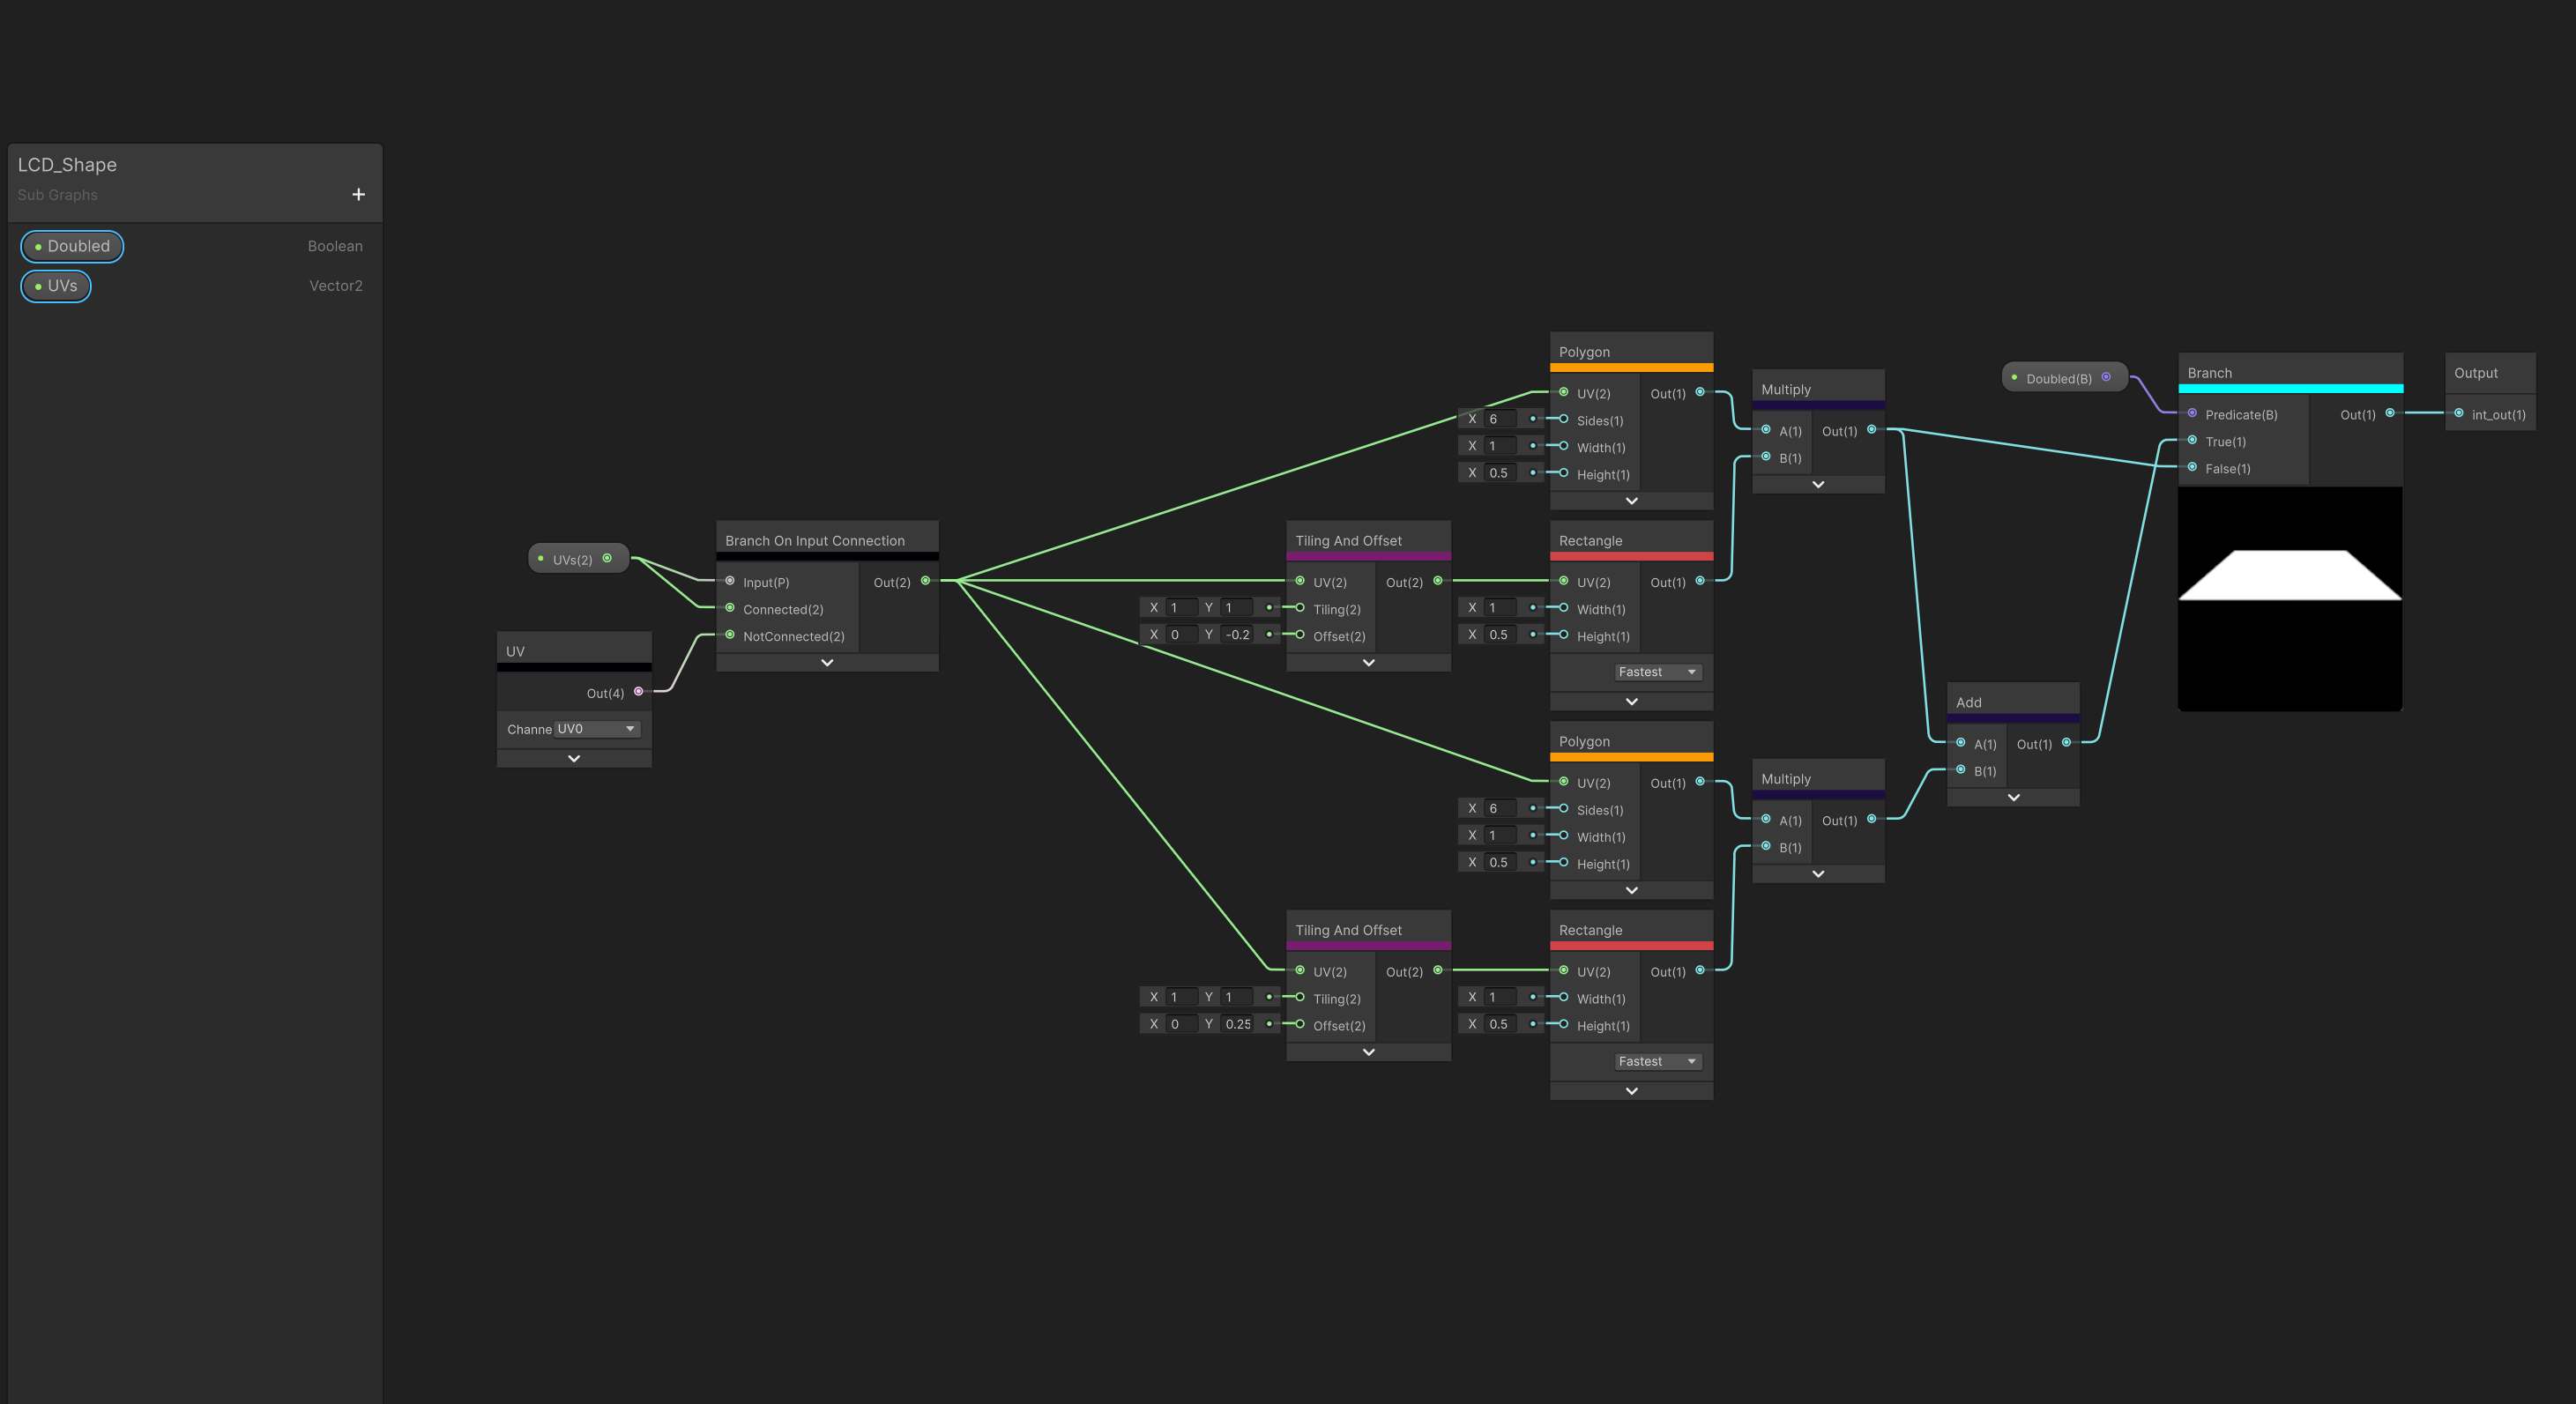 LCD_Shape
Sub Graphs
Doubled Boolean
UVs Vector2
UVs(2)
UV
Out(4)
Channe UV0
Branch On Input Connection
Input(P) Out(2)
Connected(2)
NotConnected(2)
Tiling And Offset
UV(2) Out(2)
X 1 Y 1 Tiling(2)
X 0 Y -0.2 Offset(2)
Polygon
UV(2) Out(1)
X 6 Sides(1)
X 1 Width(1)
X 0.5 Height(1)
Rectangle
UV(2) Out(1)
X 1 Width(1)
X 0.5 Height(1)
Fastest
Multiply
A(1) Out(1)
B(1)
Polygon
UV(2) Out(1)
X 6 Sides(1)
X 1 Width(1)
X 0.5 Height(1)
Tiling And Offset
UV(2) Out(2)
X 1 Y 1 Tiling(2)
X 0 Y 0.25 Offset(2)
Rectangle
UV(2) Out(1)
X 1 Width(1)
X 0.5 Height(1)
Fastest
Multiply
A(1) Out(1)
B(1)
Add
A(1) Out(1)
B(1)
Doubled(B)
Branch
Predicate(B) Out(1)
True(1)
False(1)
Output
int_out(1)